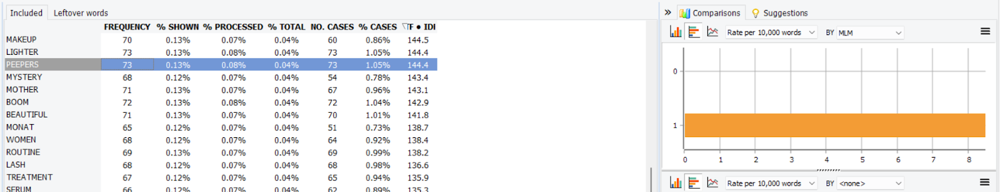 Included Leftover words
FREQUENCY % SHOWN % PROCESSED % TOTAL NO. CASES % CASES TF • IDF
MAKEUP 70 0.13% 0.07% 0.04% 60 0.86% 144.5
LIGHTER 73 0.13% 0.08% 0.04% 73 1.05% 144.4
PEEPERS 73 0.13% 0.08% 0.04% 73 1.05% 144.4
MYSTERY 68 0.12% 0.07% 0.04% 54 0.78% 143.4
MOTHER 71 0.13% 0.07% 0.04% 67 0.96% 143.1
BOOM 72 0.13% 0.08% 0.04% 72 1.04% 142.9
BEAUTIFUL 71 0.13% 0.07% 0.04% 70 1.01% 141.8
MONAT 65 0.12% 0.07% 0.04% 51 0.73% 138.7
WOMEN 68 0.12% 0.07% 0.04% 64 0.92% 138.4
ROUTINE 69 0.13% 0.07% 0.04% 69 0.99% 138.2
LASH 68 0.12% 0.07% 0.04% 68 0.98% 136.6
TREATMENT 67 0.12% 0.07% 0.04% 65 0.94% 135.9
SERUM 66 0.12% 0.07% 0.04% 62 0.89% 135.3
» Comparisons Suggestions
Rate per 10,000 words BY MLM
0
1
0 1 2 3 4 5 6 7 8
Rate per 10,000 words BY <none>